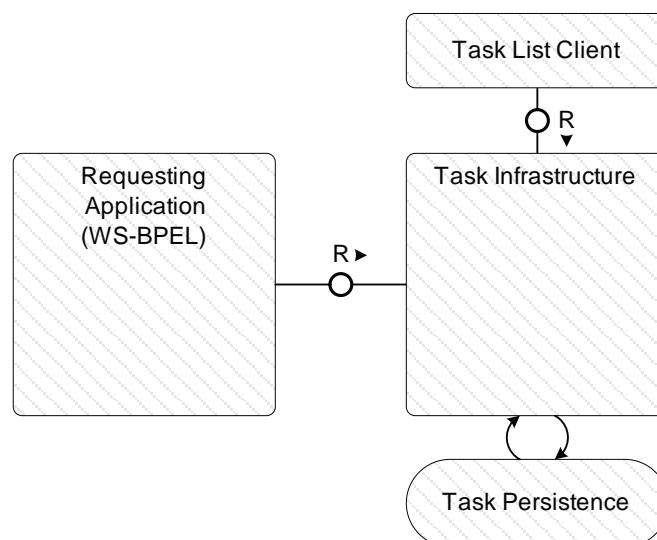 Task List Client
R
Requesting
Application
(WS-BPEL)
Task Infrastructure
R
Task Persistence